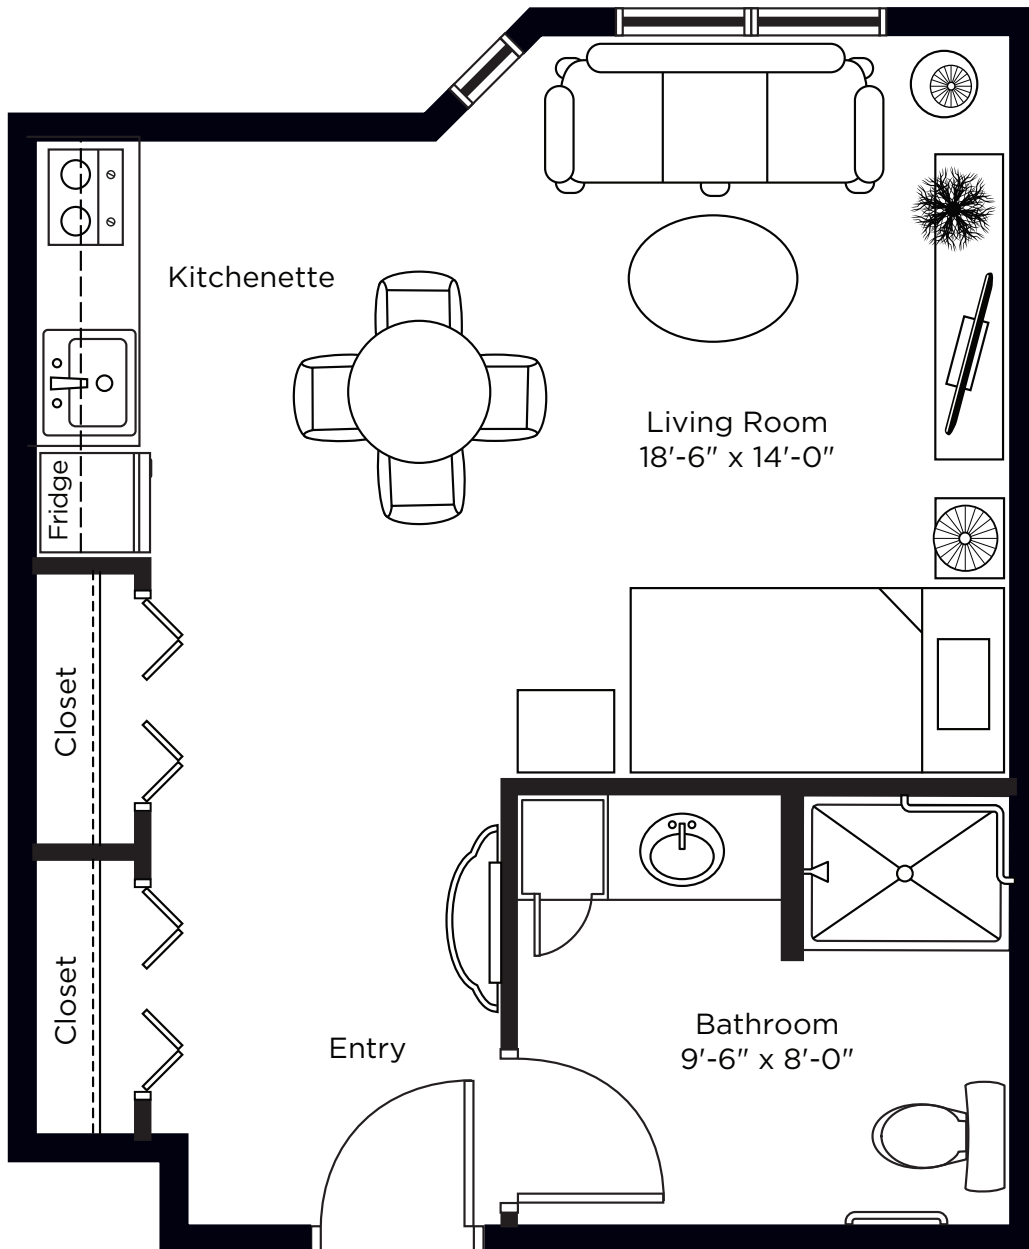 Kitchenette
Living Room
18'-6" x 14'-0"
Fridge
Closet
Closet
Entry
Bathroom
9'-6" x 8'-0"